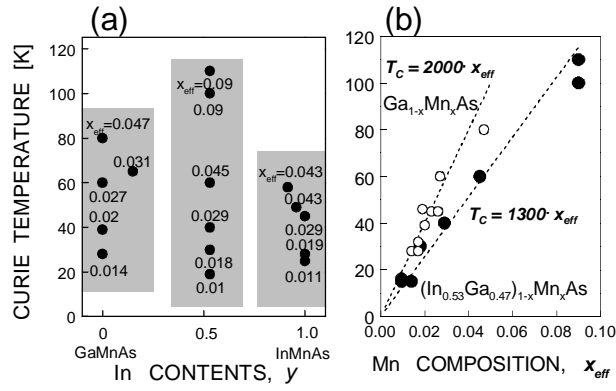 (a)
CURIE TEMPERATURE [K]
120
100
80
60
40
20
0
x_eff=0.09
0.09
x_eff=0.047
0.031
0.027
0.02
0.014
0.045
0.029
0.018
0.01
x_eff=0.043
0.043
0.029
0.019
0.011
0
0.5
1.0
GaMnAs
InMnAs
In CONTENTS, y
(b)
120
100
80
60
40
20
0
T_C = 2000· x_eff
Ga_1-xMn_xAs
T_C = 1300· x_eff
(In_0.53Ga_0.47)_1-xMn_xAs
0.00
0.02
0.04
0.06
0.08
0.10
Mn COMPOSITION, x_eff